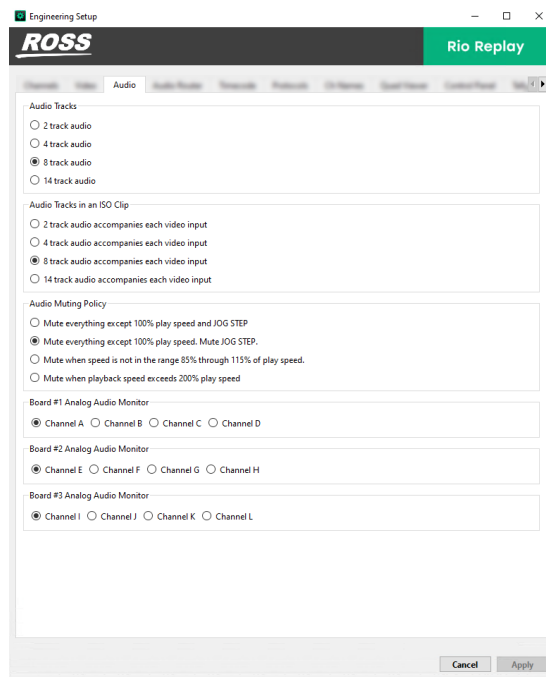 Engineering Setup
ROSS
Rio Replay
Audio
Audio Tracks
2 track audio
4 track audio
8 track audio
14 track audio
Audio Tracks in an ISO Clip
2 track audio accompanies each video input
4 track audio accompanies each video input
8 track audio accompanies each video input
14 track audio accompanies each video input
Audio Muting Policy
Mute everything except 100% play speed and JOG STEP
Mute everything except 100% play speed. Mute JOG STEP.
Mute when speed is not in the range 85% through 115% of play speed.
Mute when playback speed exceeds 200% play speed
Board #1 Analog Audio Monitor
Channel A Channel B Channel C Channel D
Board #2 Analog Audio Monitor
Channel E Channel F Channel G Channel H
Board #3 Analog Audio Monitor
Channel I Channel J Channel K Channel L
Cancel Apply